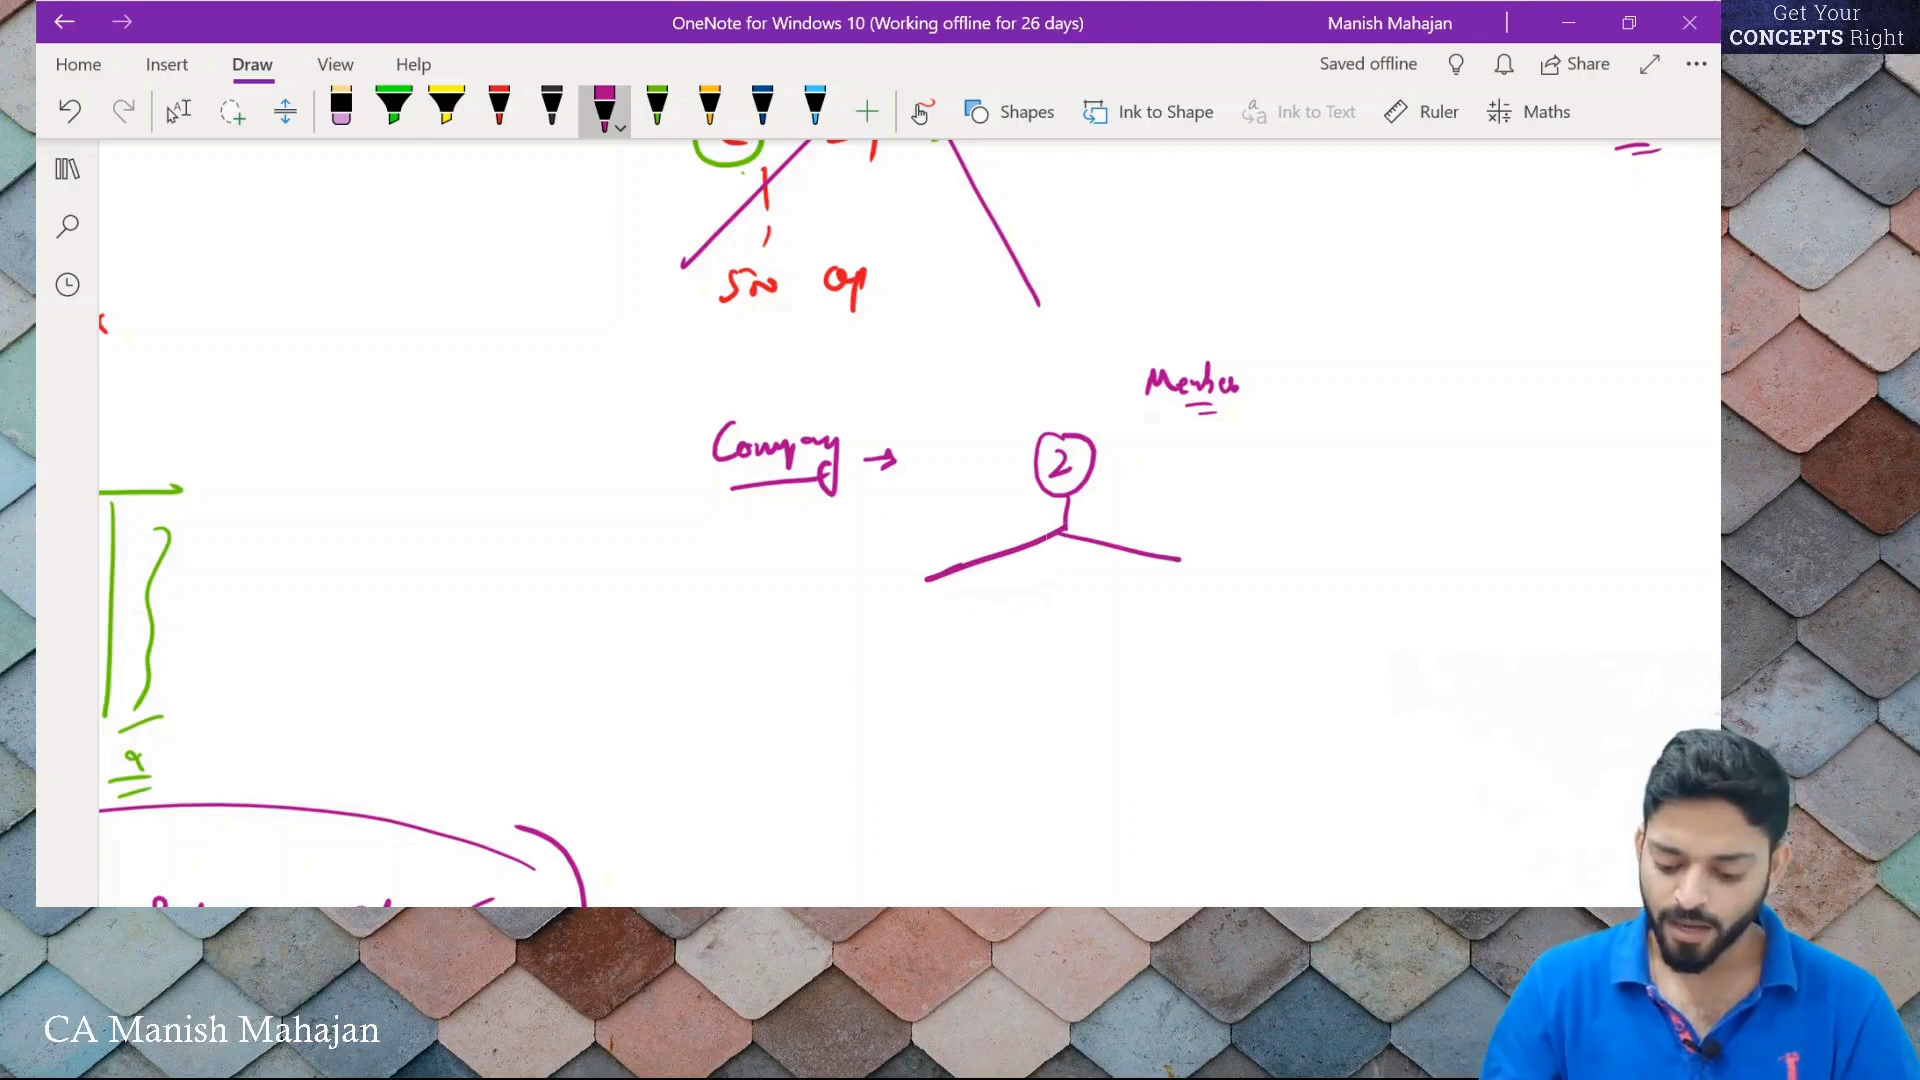 OneNote for Windows 10 (Working offline for 26 days)
Manish Mahajan
Get Your
CONCEPTS Right
Home Insert Draw View Help
Saved offline
Share
Shapes
Ink to Shape
Ink to Text
Ruler
Maths
Company →
2
CA Manish Mahajan